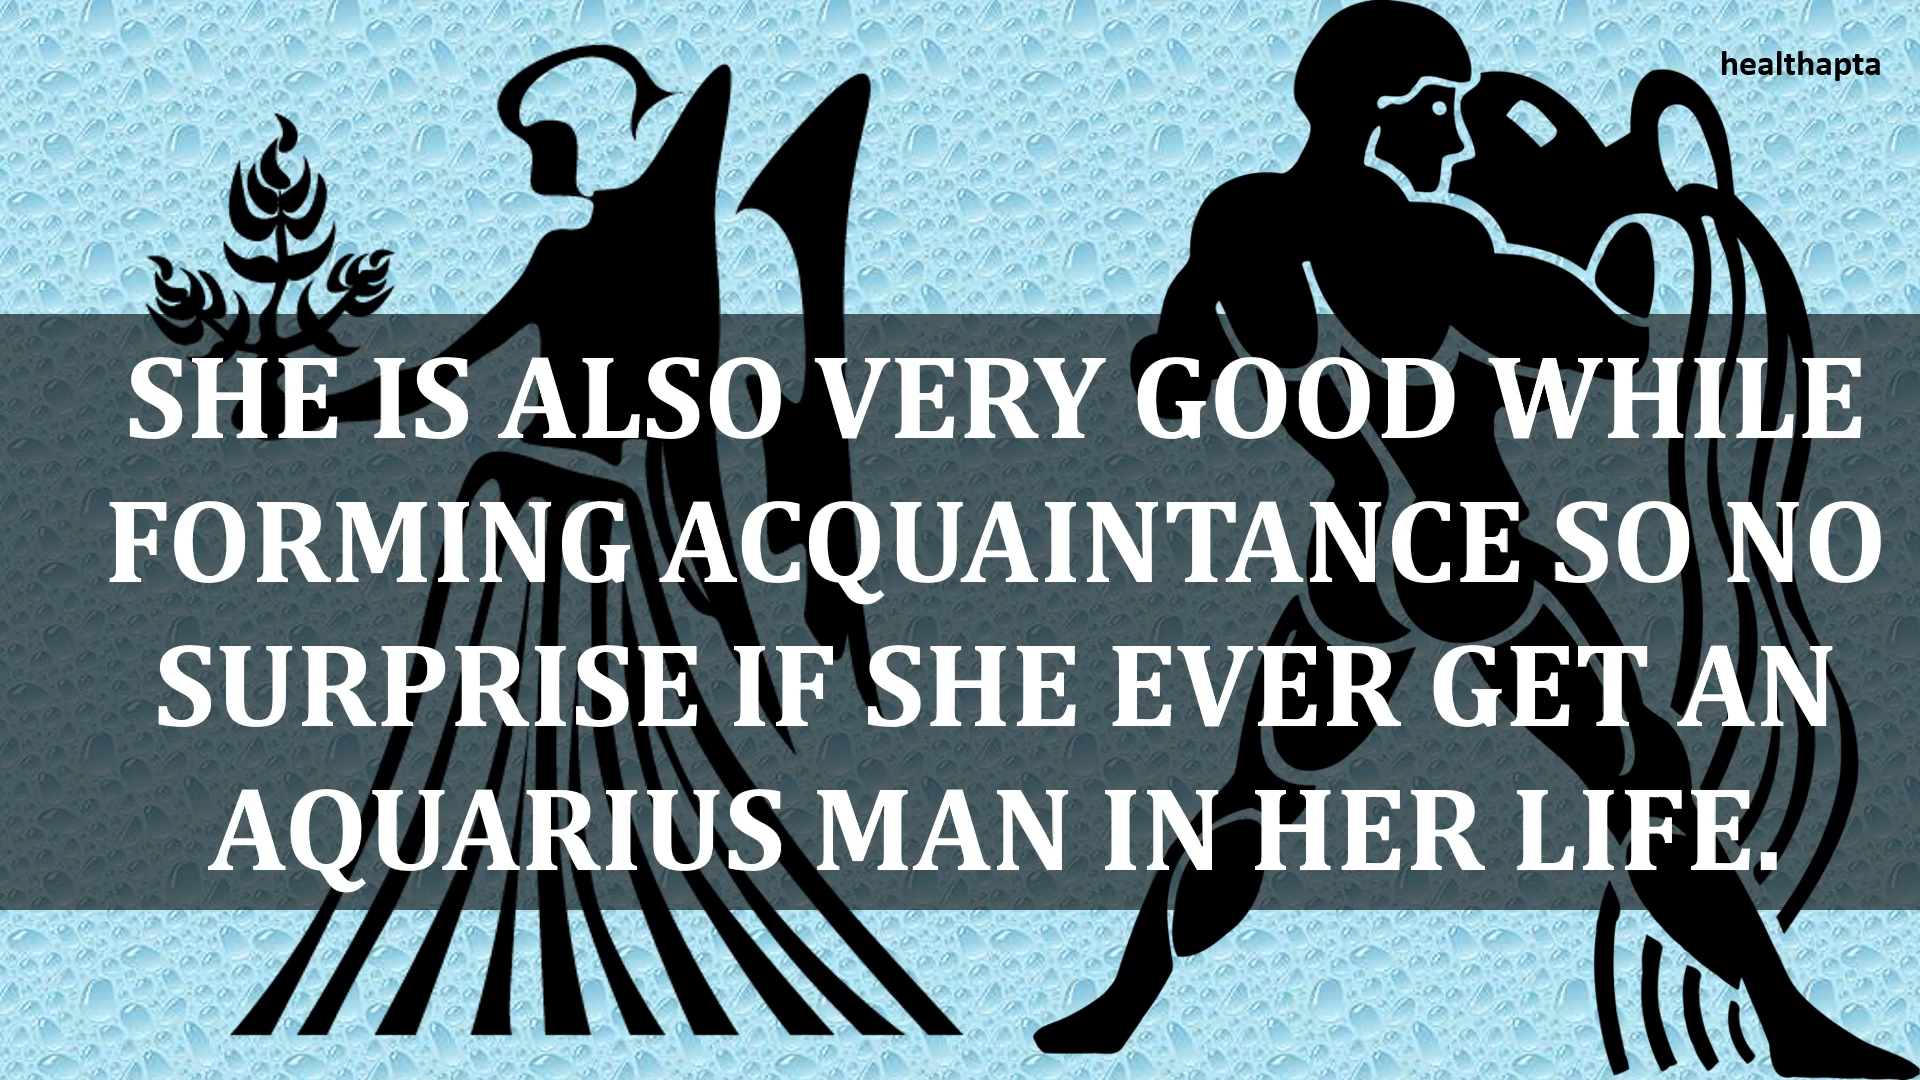 healthapta
SHE IS ALSO VERY GOOD WHILE
FORMING ACQUAINTANCE SO NO
SURPRISE IF SHE EVER GET AN
AQUARIUS MAN IN HER LIFE.